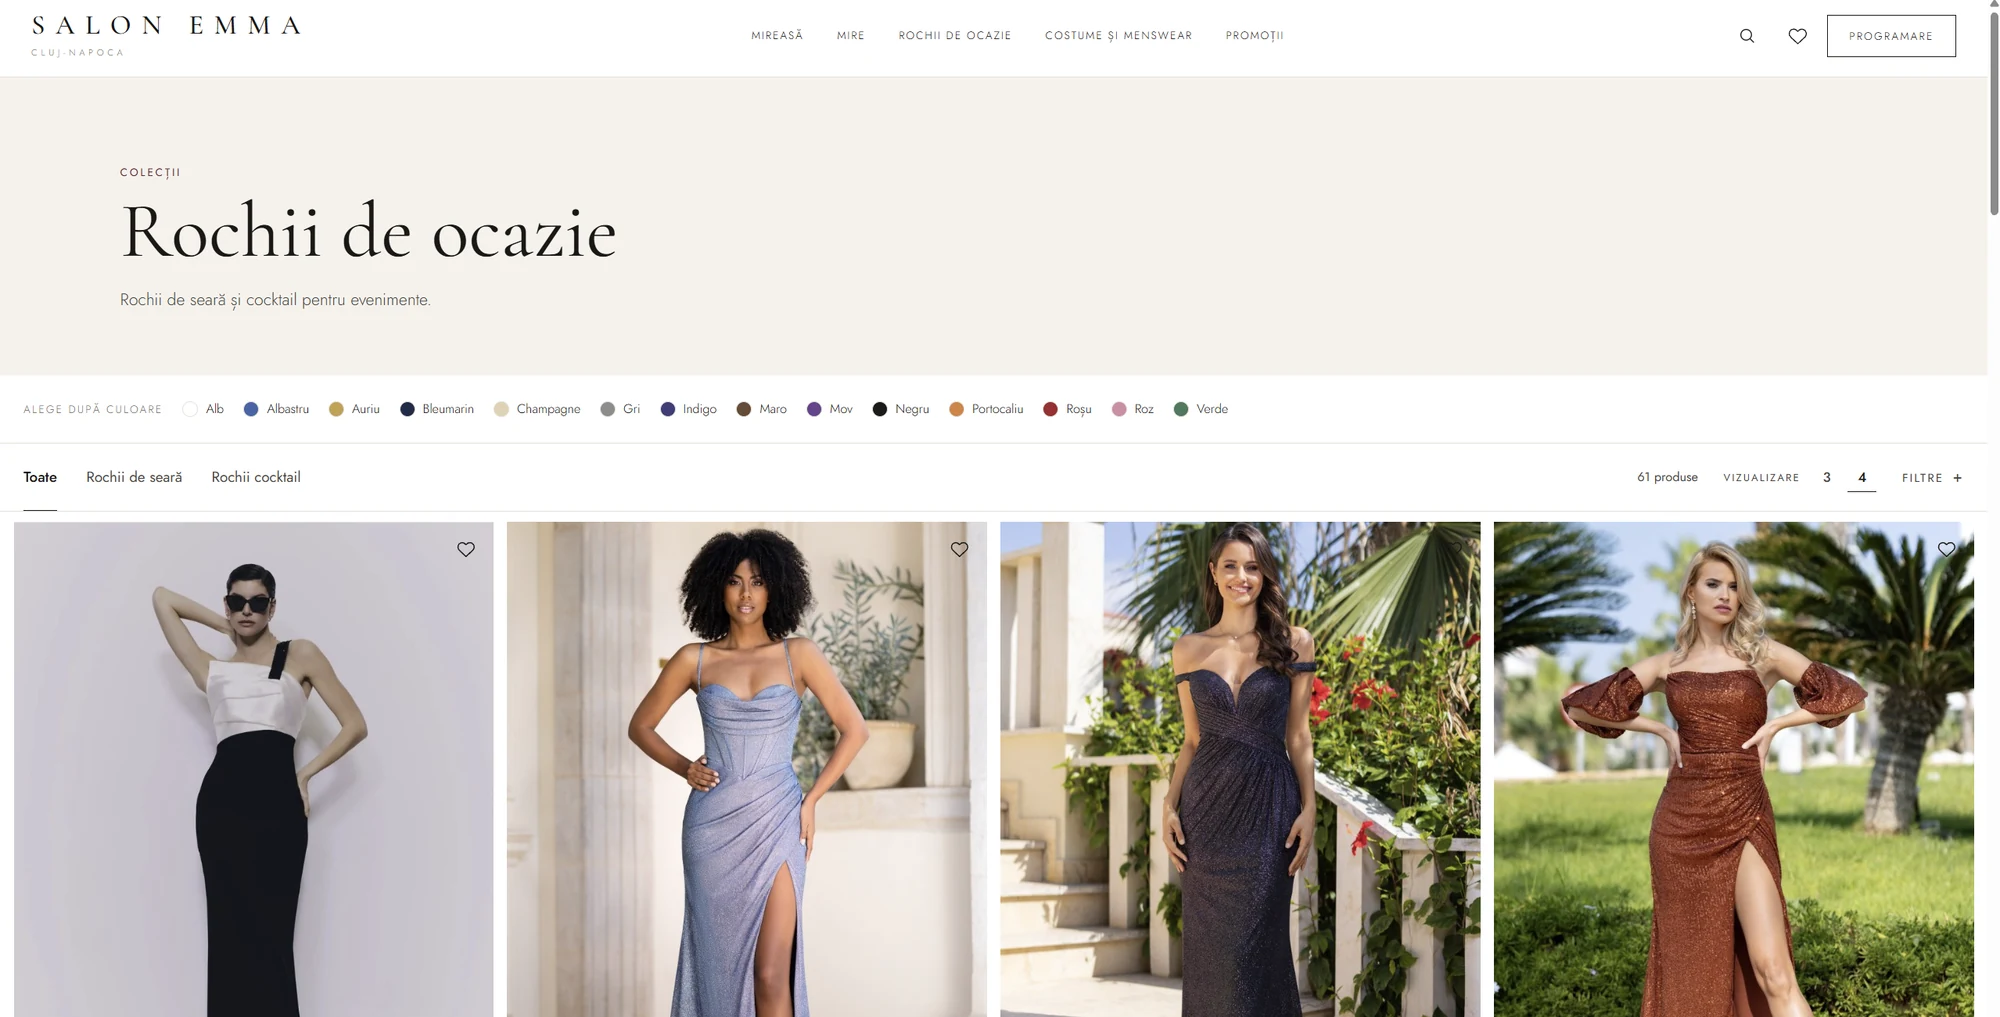 SALON EMMA
CLUJ-NAPOCA
MIREASĂ
MIRE
ROCHII DE OCAZIE
COSTUME ȘI MENSWEAR
PROMOȚII
PROGRAMARE
COLECȚII
Rochii de ocazie
Rochii de seară și cocktail pentru evenimente.
ALEGE DUPĂ CULOARE
Alb
Albastru
Auriu
Bleumarin
Champagne
Gri
Indigo
Maro
Mov
Negru
Portocaliu
Roșu
Roz
Verde
Toate
Rochii de seară
Rochii cocktail
61 produse
VIZUALIZARE
3
4
FILTRE +